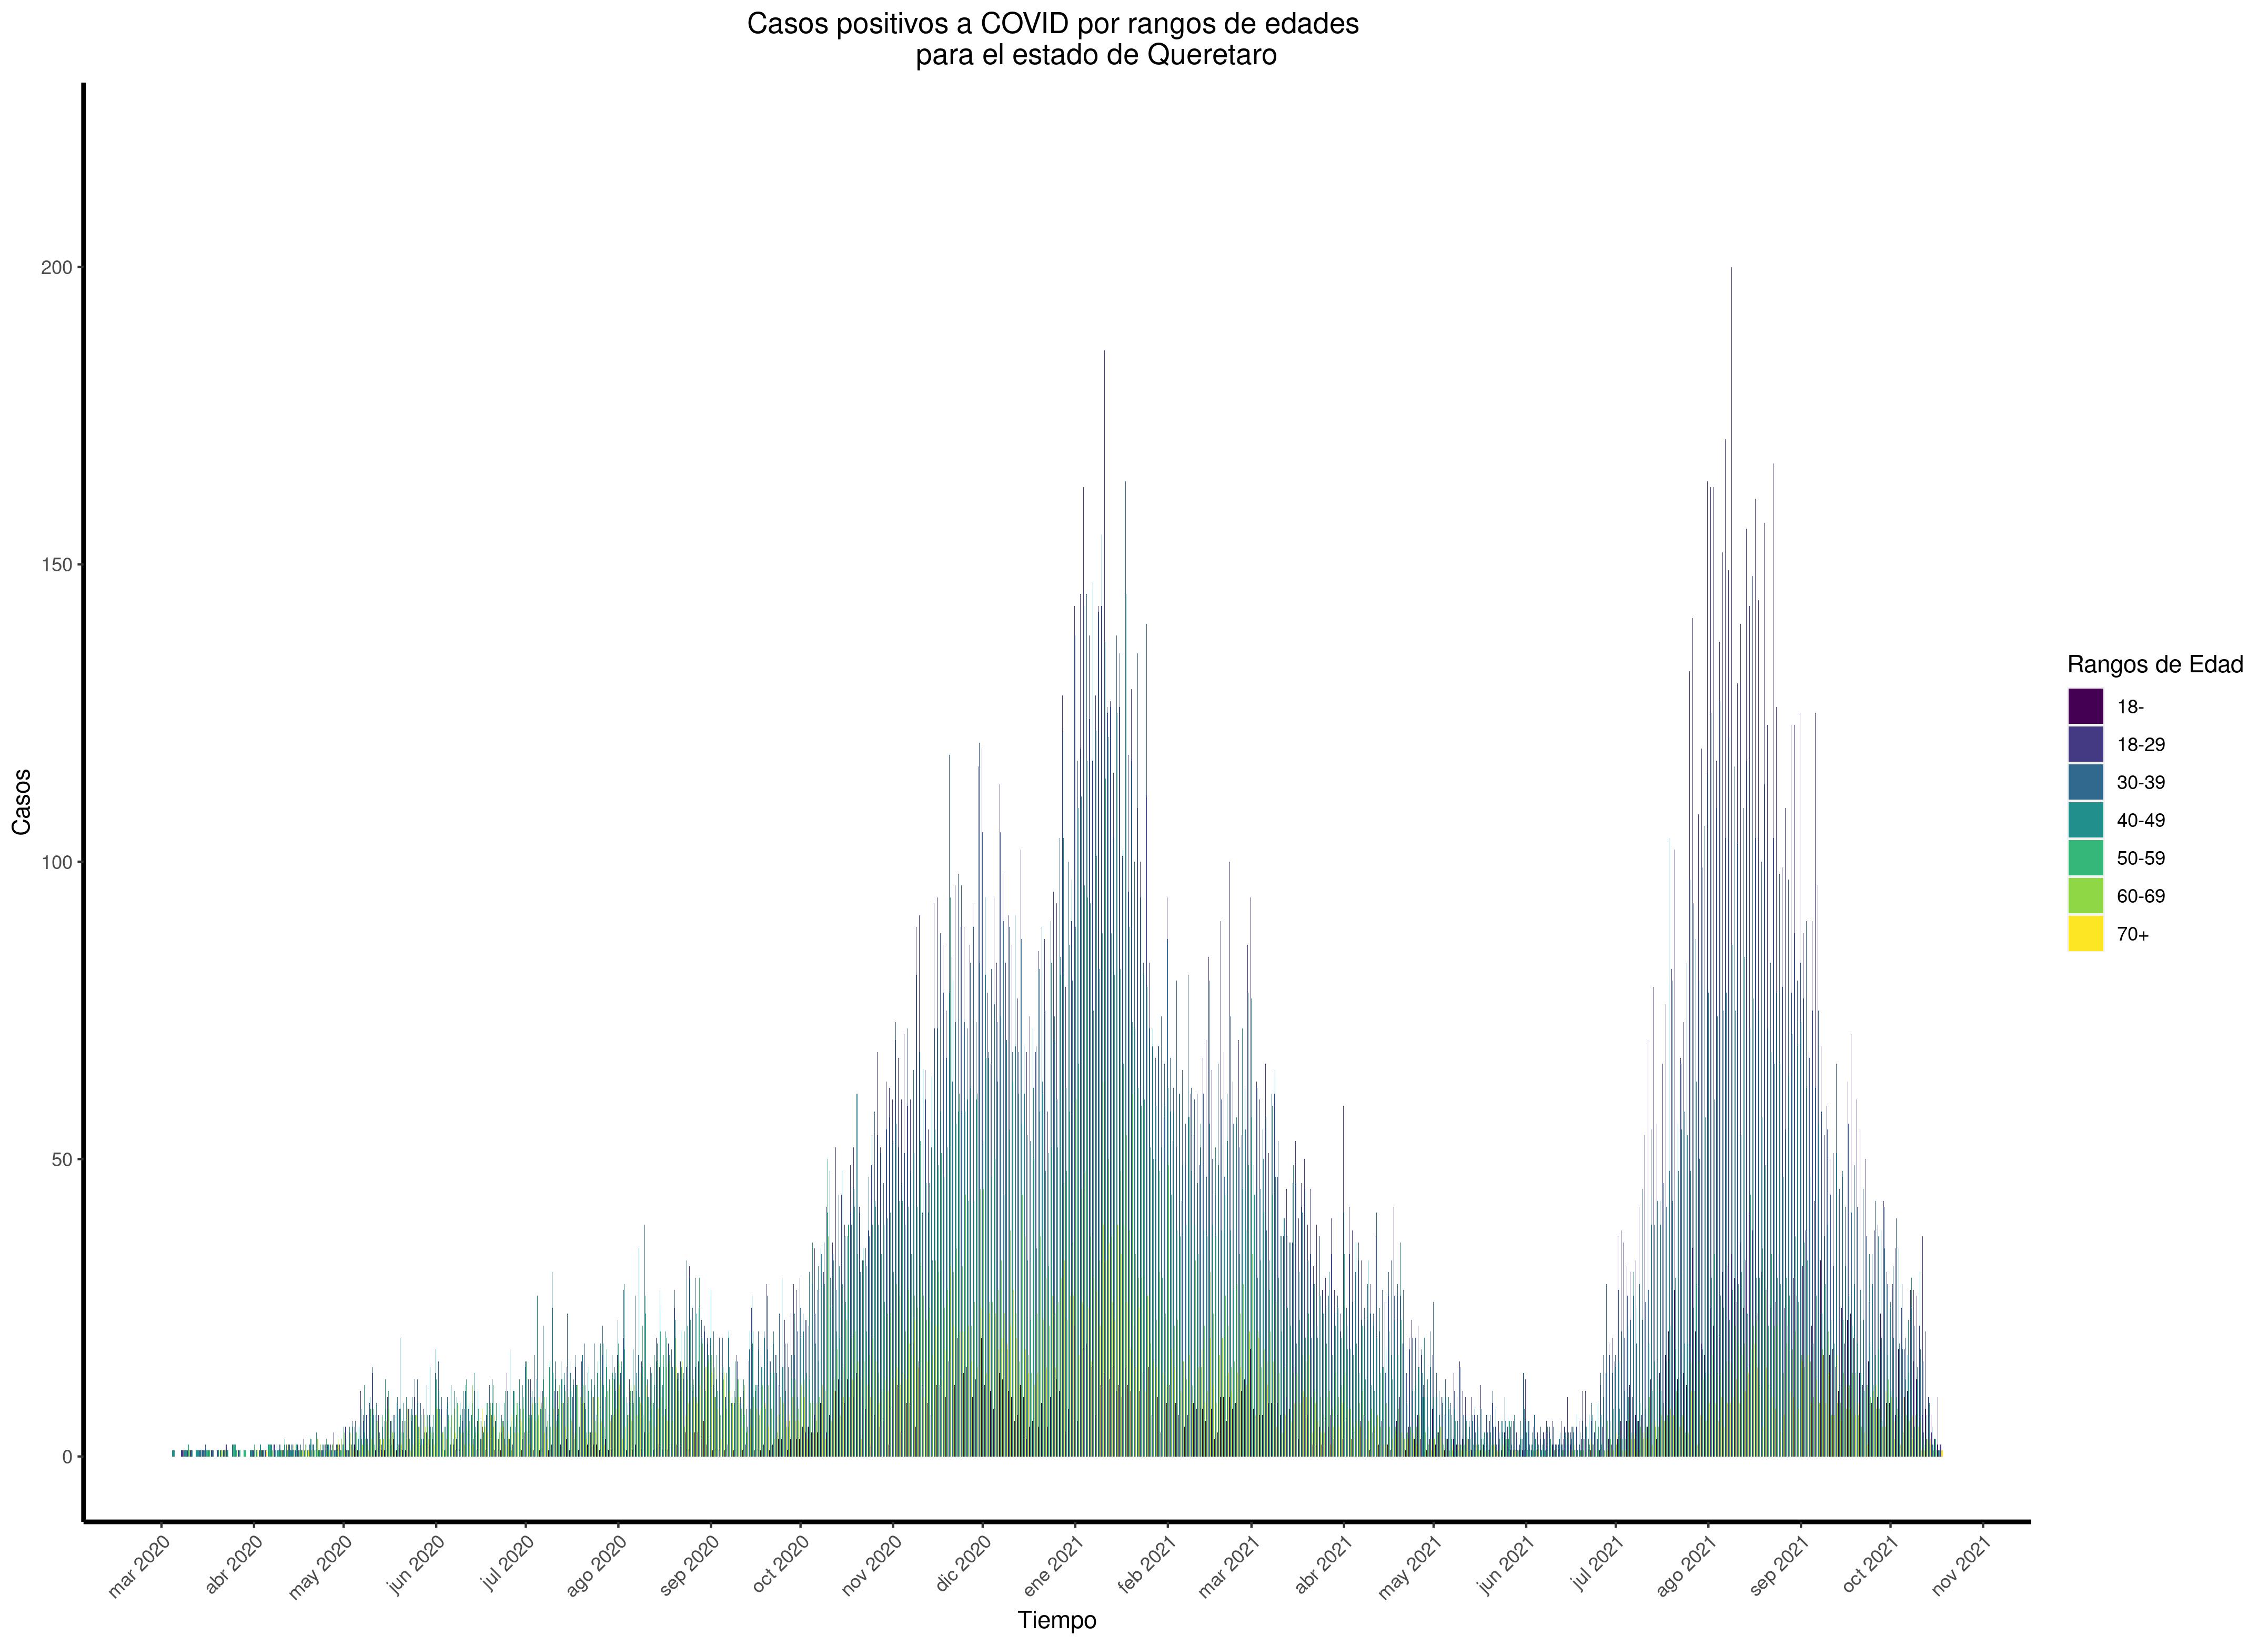 Casos positivos a COVID por rangos de edades
para el estado de Queretaro
Casos
200
150
100
50
0
mar 2020
abr 2020
may 2020
jun 2020
jul 2020
ago 2020
sep 2020
oct 2020
nov 2020
dic 2020
ene 2021
feb 2021
mar 2021
abr 2021
may 2021
jun 2021
jul 2021
ago 2021
sep 2021
oct 2021
nov 2021
Tiempo
Rangos de Edad
18-
18-29
30-39
40-49
50-59
60-69
70+